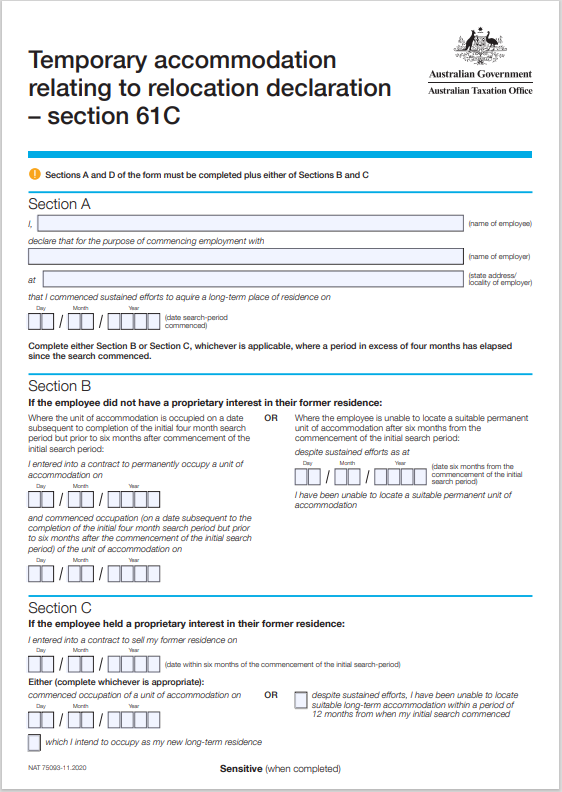 Temporary accommodation
relating to relocation declaration
– section 61C
Australian Government
Australian Taxation Office
! Sections A and D of the form must be completed plus either of Sections B and C
Section A
I,
(name of employee)
declare that for the purpose of commencing employment with
(name of employer)
at
(state address/
locality of employer)
that I commenced sustained efforts to aquire a long-term place of residence on
Day Month Year
/ /
(date search-period
commenced)
Complete either Section B or Section C, whichever is applicable, where a period in excess of four months has elapsed
since the search commenced.
Section B
If the employee did not have a proprietary interest in their former residence:
Where the unit of accommodation is occupied on a date
subsequent to completion of the initial four month search
period but prior to six months after commencement of the
initial search period:
I entered into a contract to permanently occupy a unit of
accommodation on
Day Month Year
/ /
and commenced occupation (on a date subsequent to the
completion of the initial four month search period but prior
to six months after the commencement of the initial search
period) of the unit of accommodation on
Day Month Year
/ /
OR
Where the employee is unable to locate a suitable permanent
unit of accommodation after six months from the
commencement of the initial search period:
despite sustained efforts as at
Day Month Year
/ /
(date six months from the
commencement of the initial
search period)
I have been unable to locate a suitable permanent unit of
accommodation
Section C
If the employee held a proprietary interest in their former residence:
I entered into a contract to sell my former residence on
Day Month Year
/ /
(date within six months of the commencement of the initial search-period)
Either (complete whichever is appropriate):
commenced occupation of a unit of accommodation on
Day Month Year
/ /
which I intend to occupy as my new long-term residence
OR
despite sustained efforts, I have been unable to locate
suitable long-term accommodation within a period of
12 months from when my initial search commenced
NAT 75093-11.2020
Sensitive (when completed)